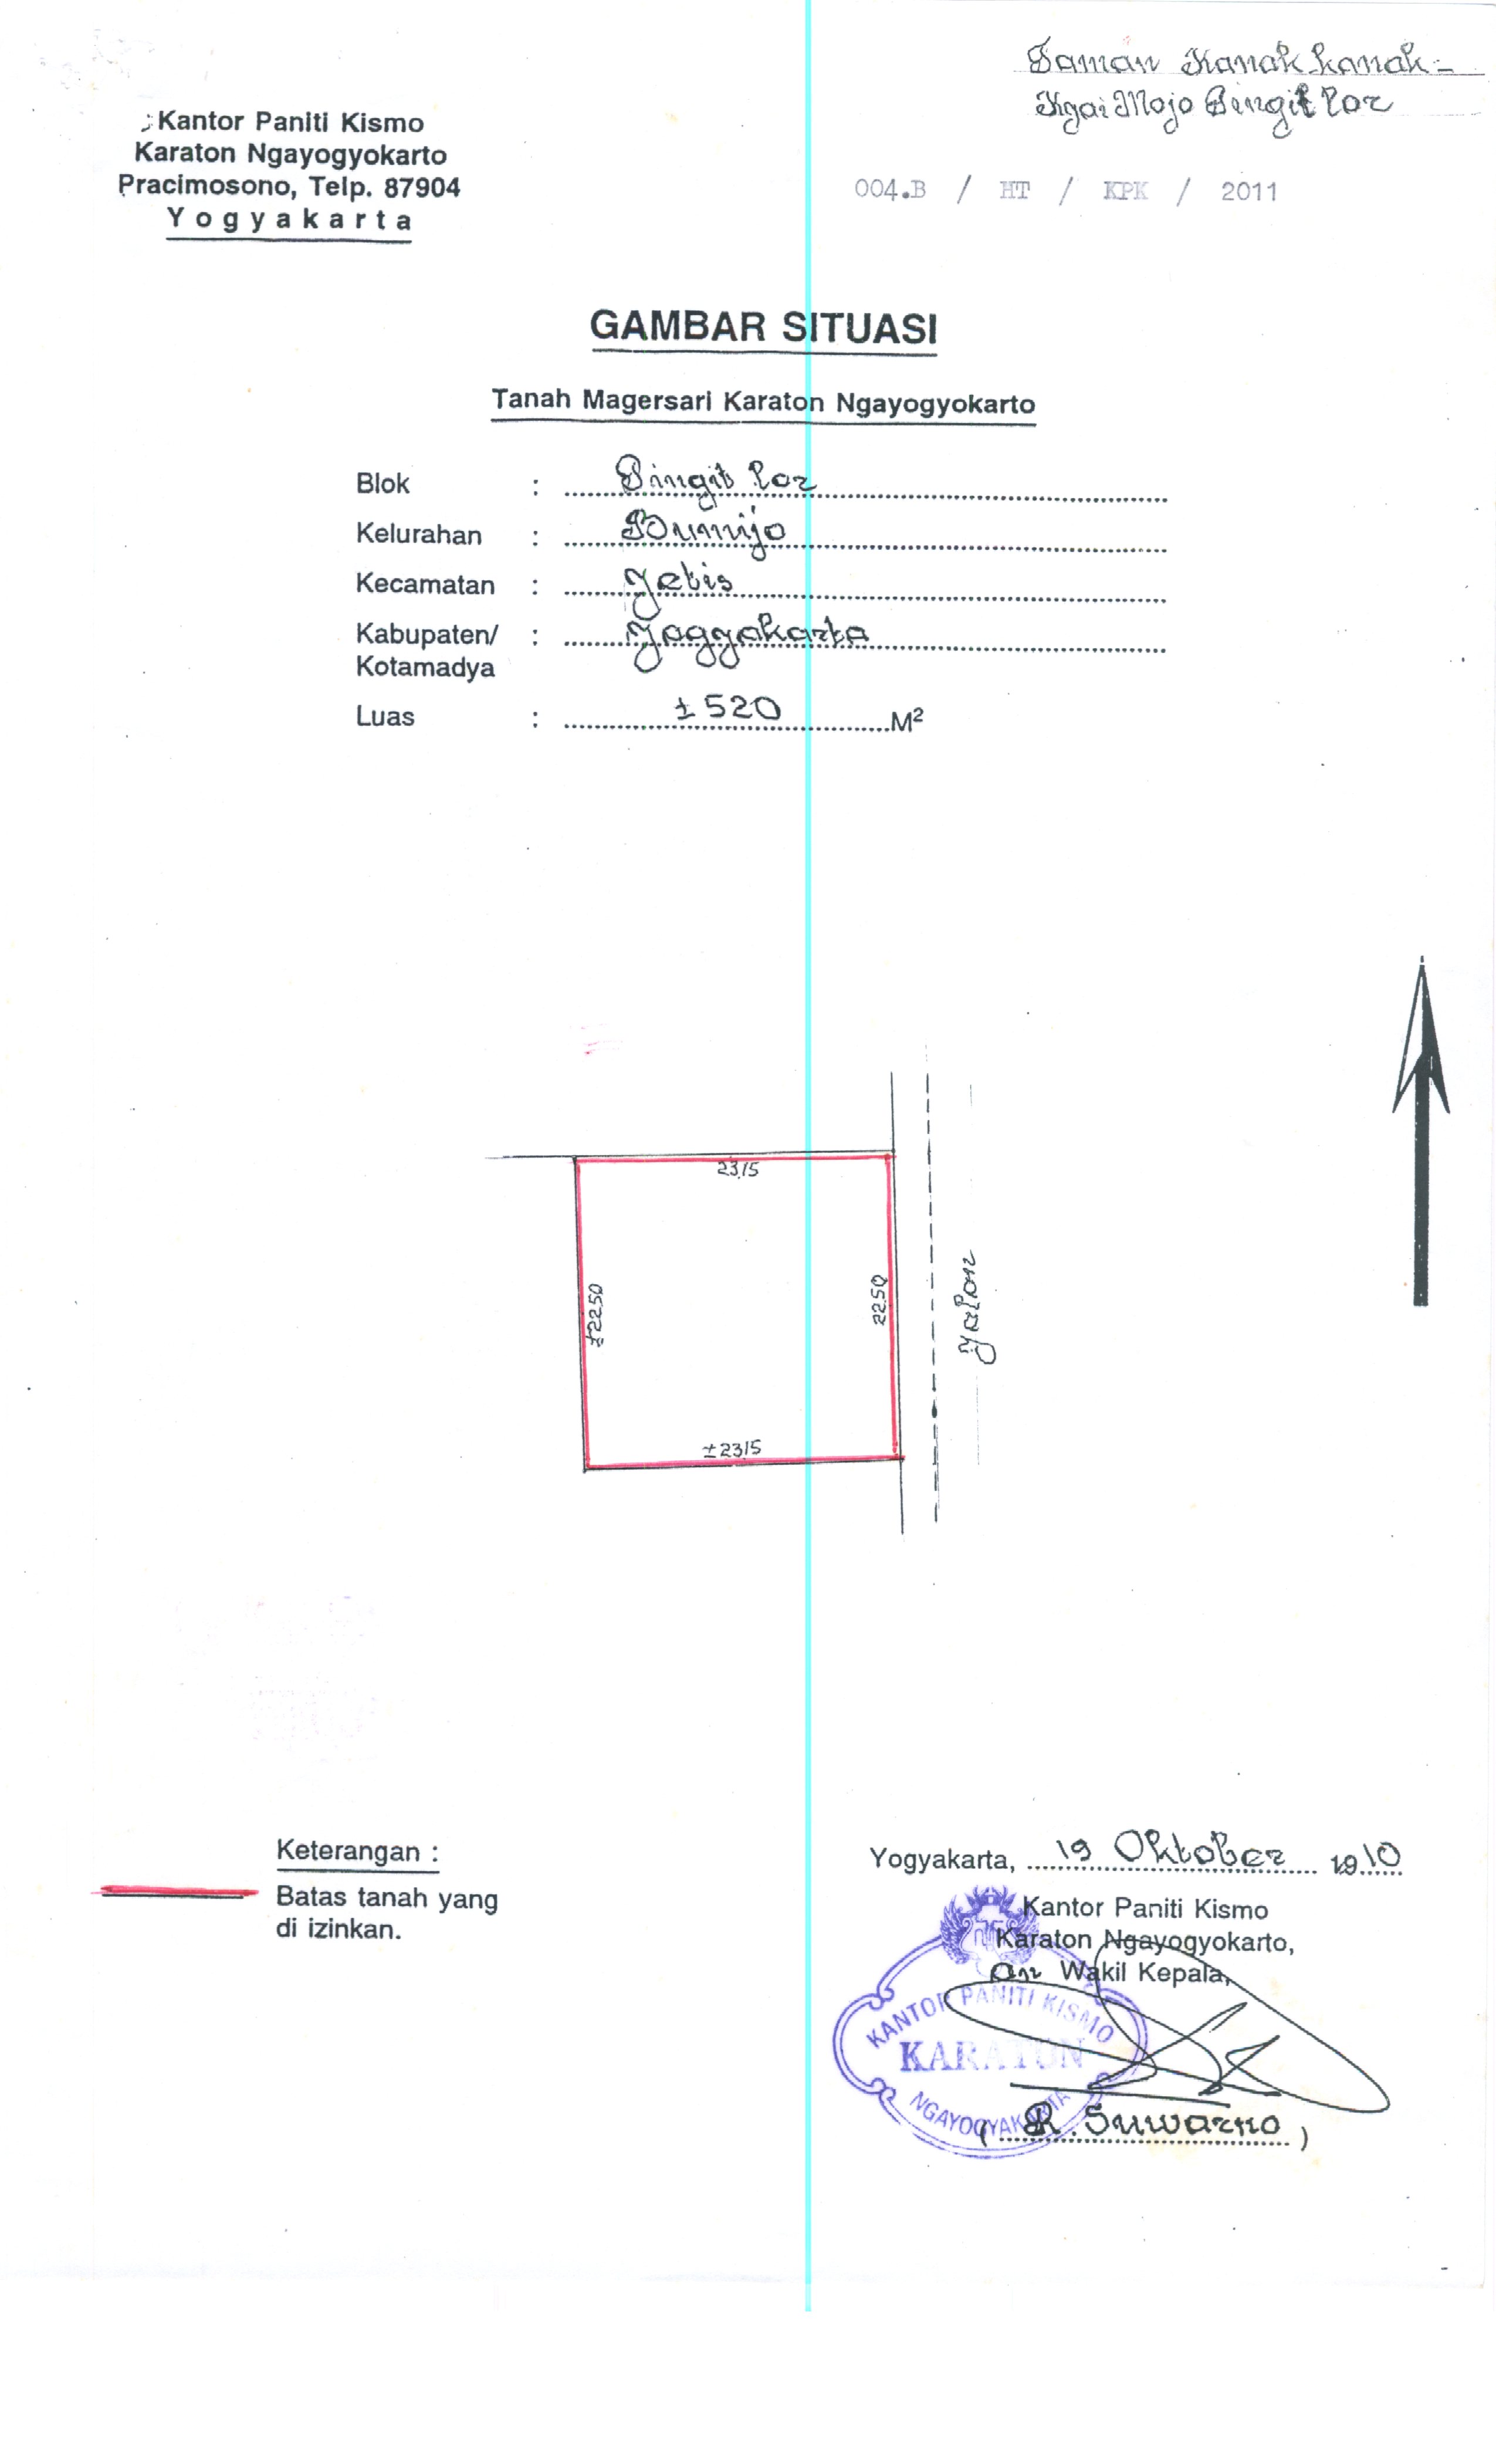 Taman Kanak kanak -
Kyai Mojo Pingit Lor
Kantor Paniti Kismo
Karaton Ngayogyokarto
Pracimosono, Telp. 87904
Yogyakarta
004.B / HT / KPK / 2011
GAMBAR SITUASI
Tanah Magersari Karaton Ngayogyokarto
Blok : Pingit Lor
Kelurahan : Bumijo
Kecamatan : Jetis
Kabupaten/ : Yogyakarta
Kotamadya
Luas : ± 520 M²
23,15
± 22.50
22.50
Jalan
± 23,15
Keterangan :
Batas tanah yang
di izinkan.
Yogyakarta, 19 Oktober 1910
Kantor Paniti Kismo
Karaton Ngayogyokarto,
an Wakil Kepala,
KANTOR PANITI KISMO
KARATON
NGAYOGYAKARTA
( R. Suwarno )